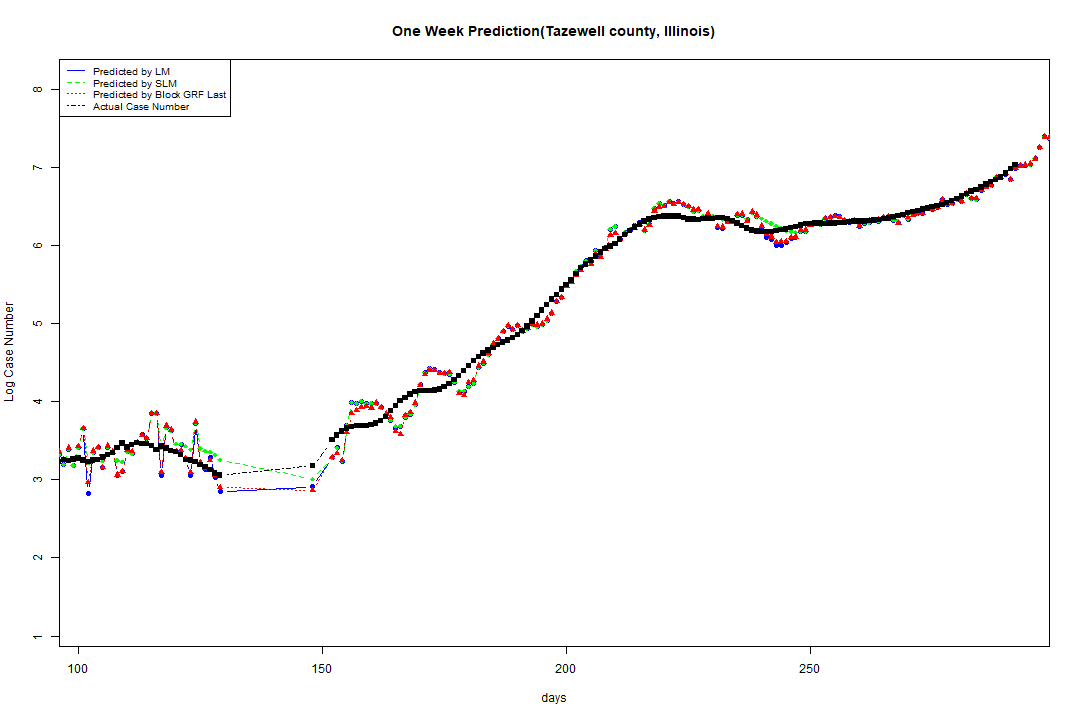 One Week Prediction(Tazewell county, Illinois)
Predicted by LM
Predicted by SLM
Predicted by Block GRF Last
Actual Case Number
8
7
6
5
4
3
2
1
Log Case Number
100 150 200 250
days